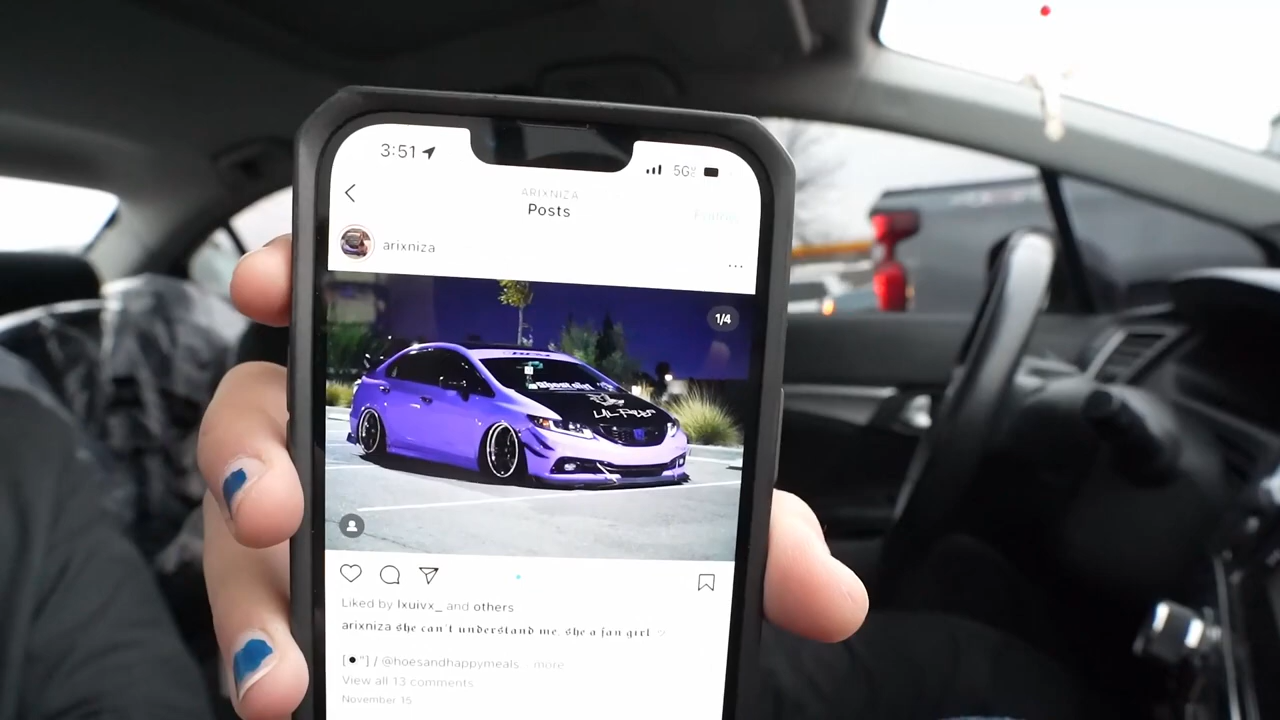 3:51
5G
ARIXNIZA
Posts
Follow
arixniza
1/4
Liked by lxuivx_ and others
arixniza she can't understand me, she a fan girl
[●"] / @hoesandhappymeals... more
View all 13 comments
November 15